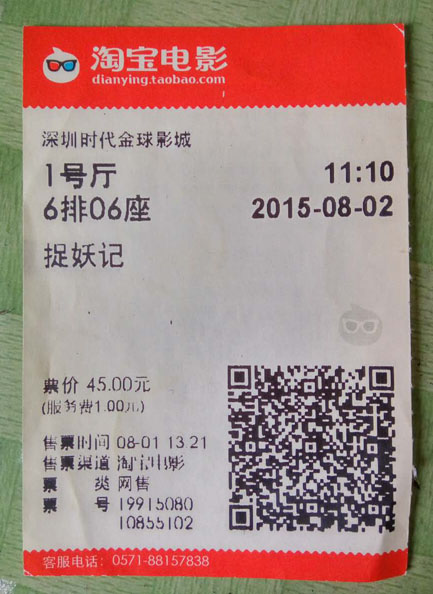 淘宝电影
dianying.taobao.com
深圳时代金球影城
1号厅 11:10
6排06座 2015-08-02
捉妖记
票价 45.00元
(服务费1.00元)
售票时间 08-01 13 21
售票渠道 淘宝电影
票 类 网售
票 号 19915080
10855102
客服电话：0571-88157838